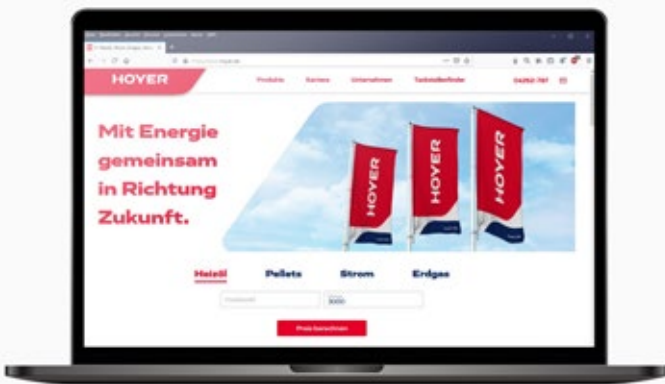 HOYER
Produkte Karriere Unternehmen Tankstellenfinder 04262-797
Mit Energie
gemeinsam
in Richtung
Zukunft.
HOYER
HOYER
HOYER
Heizöl Pellets Strom Erdgas
3000
Preis berechnen